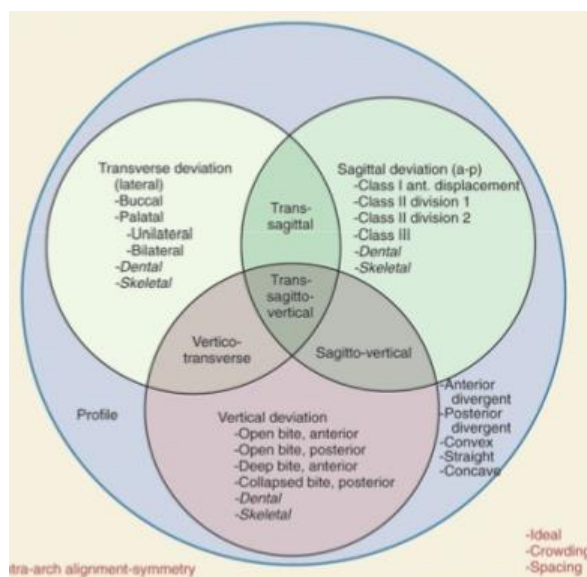 Transverse deviation
(lateral)
-Buccal
-Palatal
-Unilateral
-Bilateral
-Dental
-Skeletal
Trans-
sagittal
Sagittal deviation (a-p)
-Class I ant. displacement
-Class II division 1
-Class II division 2
-Class III
-Dental
-Skeletal
Trans-
sagitto-
vertical
Vertico-
transverse
Sagitto-vertical
Profile
Vertical deviation
-Open bite, anterior
-Open bite, posterior
-Deep bite, anterior
-Collapsed bite, posterior
-Dental
-Skeletal
-Anterior
divergent
-Posterior
divergent
-Convex
-Straight
-Concave
tra-arch alignment-symmetry
-Ideal
-Crowding
-Spacing